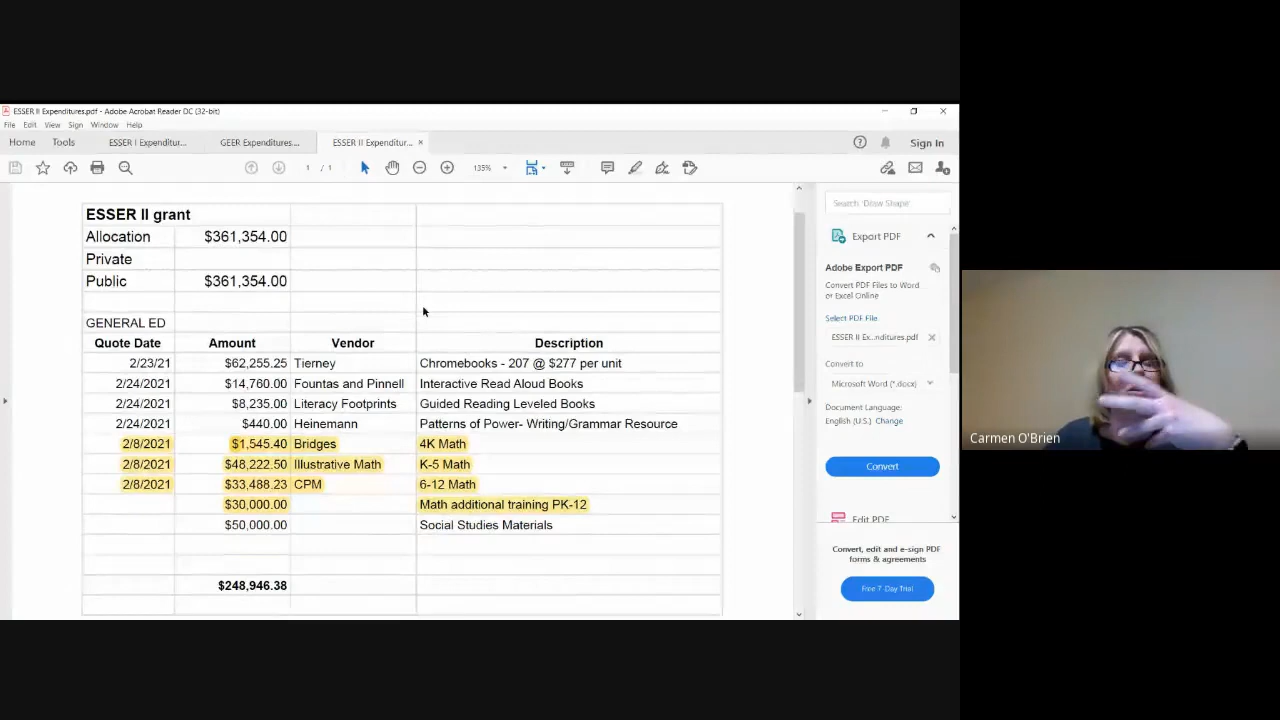 ESSER II Expenditures.pdf - Adobe Acrobat Reader DC (32-bit)
File Edit View Sign Window Help
Home Tools ESSER I Expenditur... GEER Expenditures.... ESSER II Expenditur... × Sign In
1 / 1 135%
ESSER II grant
Allocation $361,354.00
Private
Public $361,354.00
GENERAL ED
Quote Date Amount Vendor Description
2/23/21 $62,255.25 Tierney Chromebooks - 207 @ $277 per unit
2/24/2021 $14,760.00 Fountas and Pinnell Interactive Read Aloud Books
2/24/2021 $8,235.00 Literacy Footprints Guided Reading Leveled Books
2/24/2021 $440.00 Heinemann Patterns of Power- Writing/Grammar Resource
2/8/2021 $1,545.40 Bridges 4K Math
2/8/2021 $48,222.50 Illustrative Math K-5 Math
2/8/2021 $33,488.23 CPM 6-12 Math
$30,000.00 Math additional training PK-12
$50,000.00 Social Studies Materials
$248,946.38
Search 'Draw Shape'
Export PDF
Adobe Export PDF
Convert PDF Files to Word
or Excel Online
Select PDF File
ESSER II Ex...nditures.pdf
Convert to
Microsoft Word (*.docx)
Document Language:
English (U.S.) Change
Convert
Edit PDF
Convert, edit and e-sign PDF
forms & agreements
Free 7-Day Trial
Carmen O'Brien